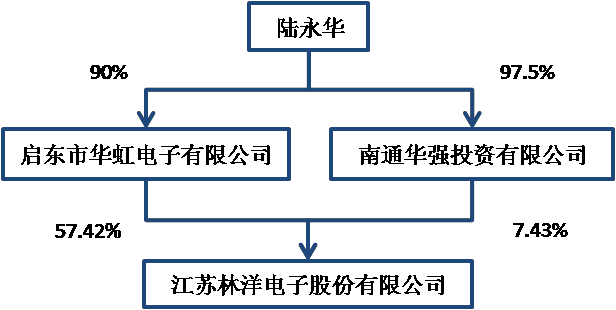 陆永华
90%
97.5%
启东市华虹电子有限公司
南通华强投资有限公司
57.42%
7.43%
江苏林洋电子股份有限公司